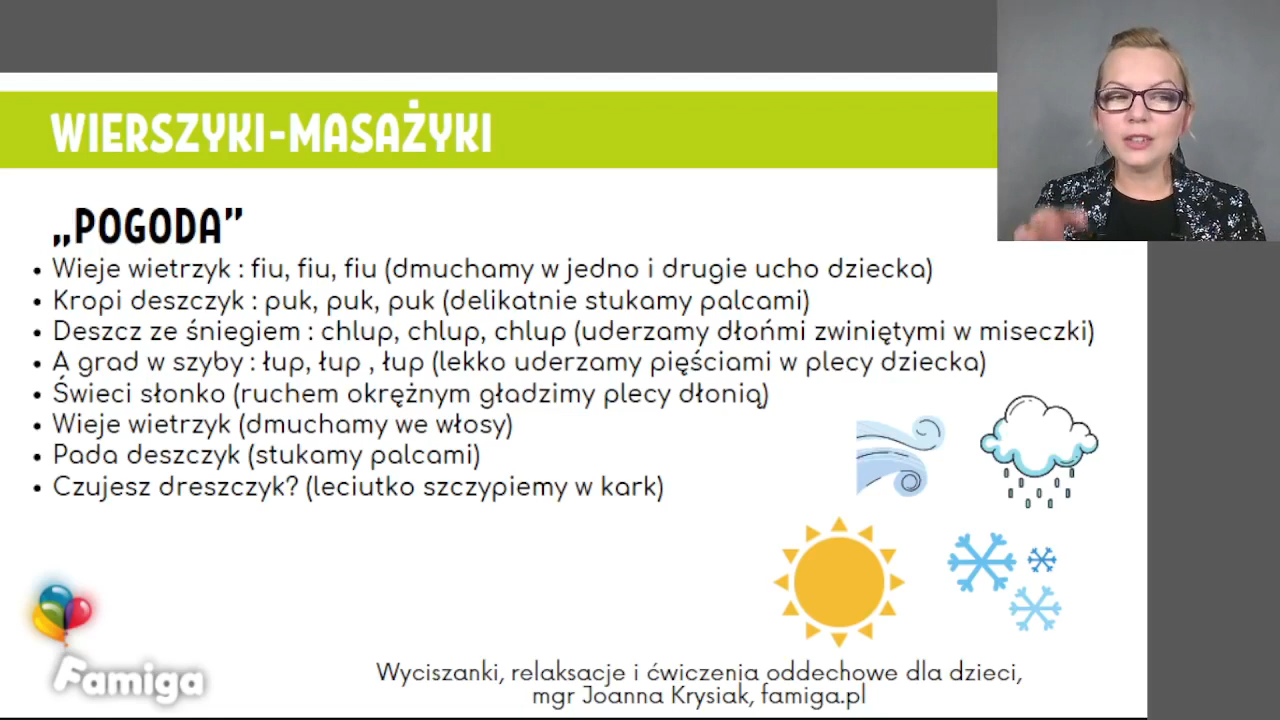 WIERSZYKI-MASAŻYKI
„POGODA”
• Wieje wietrzyk : fiu, fiu, fiu (dmuchamy w jedno i drugie ucho dziecka)
• Kropi deszczyk : puk, puk, puk (delikatnie stukamy palcami)
• Deszcz ze śniegiem : chlup, chlup, chlup (uderzamy dłońmi zwiniętymi w miseczki)
• A grad w szyby : łup, łup , łup (lekko uderzamy pięściami w plecy dziecka)
• Świeci słonko (ruchem okrężnym gładzimy plecy dłonią)
• Wieje wietrzyk (dmuchamy we włosy)
• Pada deszczyk (stukamy palcami)
• Czujesz dreszczyk? (leciutko szczypiemy w kark)
Famiga
Wyciszanki, relaksacje i ćwiczenia oddechowe dla dzieci,
mgr Joanna Krysiak, famiga.pl